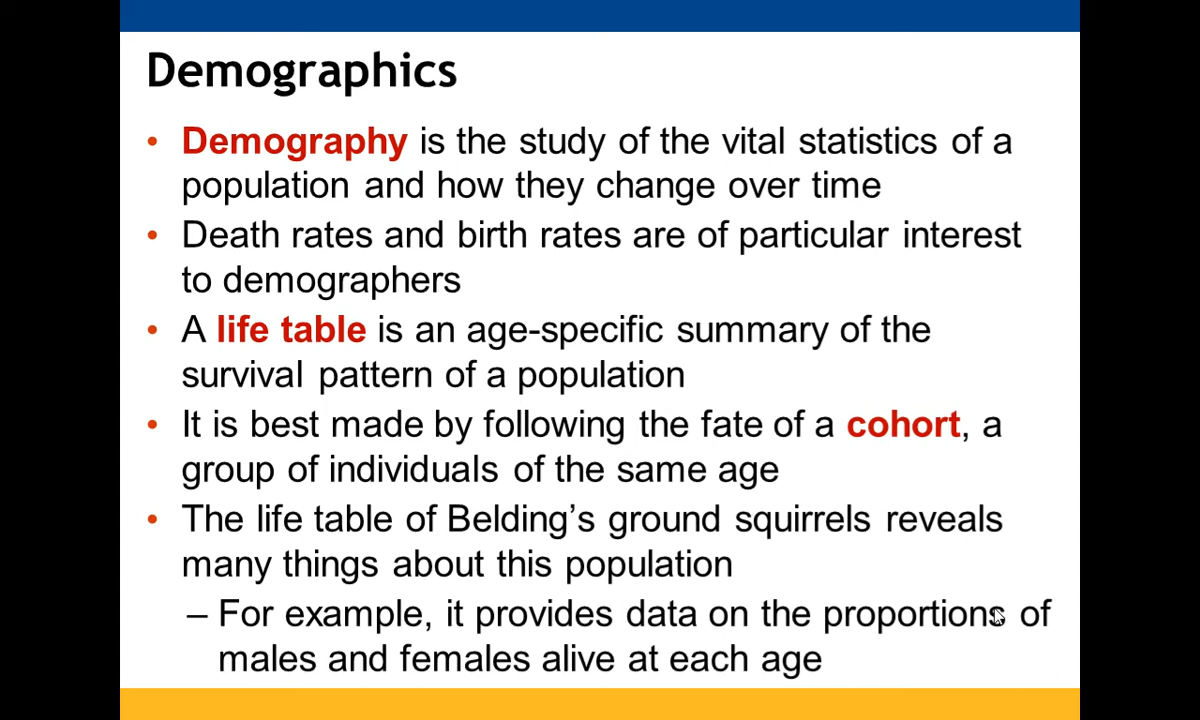 Demographics
• Demography is the study of the vital statistics of a
population and how they change over time
• Death rates and birth rates are of particular interest
to demographers
• A life table is an age-specific summary of the
survival pattern of a population
• It is best made by following the fate of a cohort, a
group of individuals of the same age
• The life table of Belding’s ground squirrels reveals
many things about this population
– For example, it provides data on the proportions of
males and females alive at each age